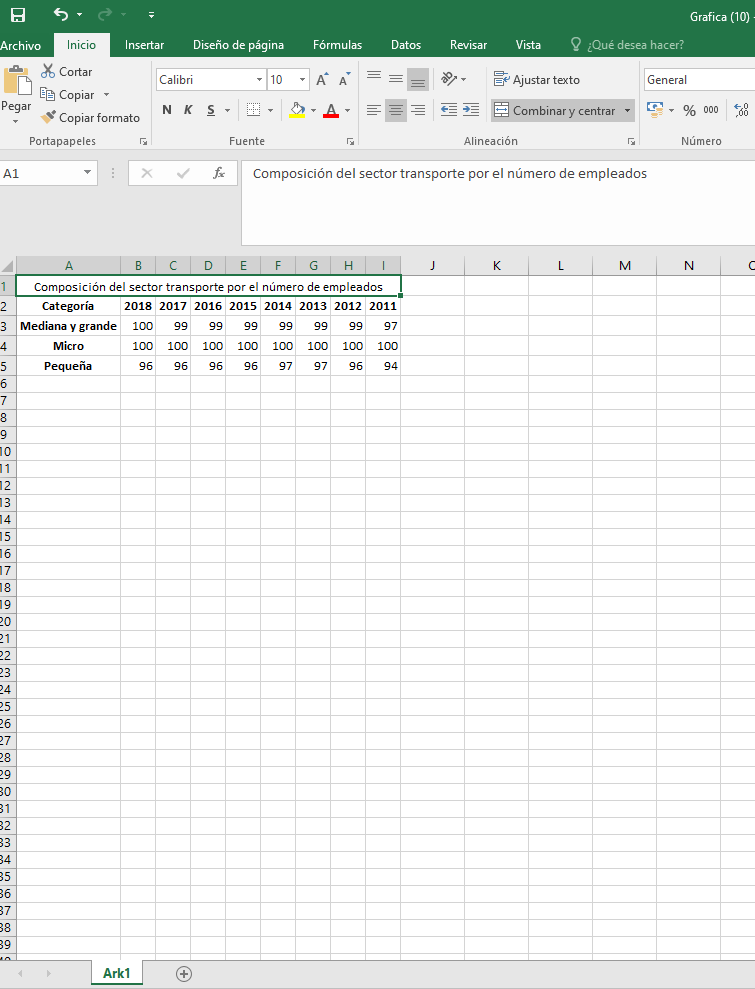 Grafica (10) -
Archivo Inicio Insertar Diseño de página Fórmulas Datos Revisar Vista ¿Qué desea hacer?
Pegar
Cortar
Copiar
Copiar formato
Calibri 10 A A
N K S A
Ajustar texto
Combinar y centrar
General
% 000 ,00
Portapapeles Fuente Alineación Número
A1 fx Composición del sector transporte por el número de empleados
A B C D E F G H I J K L M N
1 Composición del sector transporte por el número de empleados
2 Categoría 2018 2017 2016 2015 2014 2013 2012 2011
3 Mediana y grande 100 99 99 99 99 99 99 97
4 Micro 100 100 100 100 100 100 100 100
5 Pequeña 96 96 96 96 97 97 96 94
6
7
8
9
10
11
12
13
14
15
16
17
18
19
20
21
22
23
24
25
26
27
28
29
30
31
32
33
34
35
36
37
38
39
Ark1